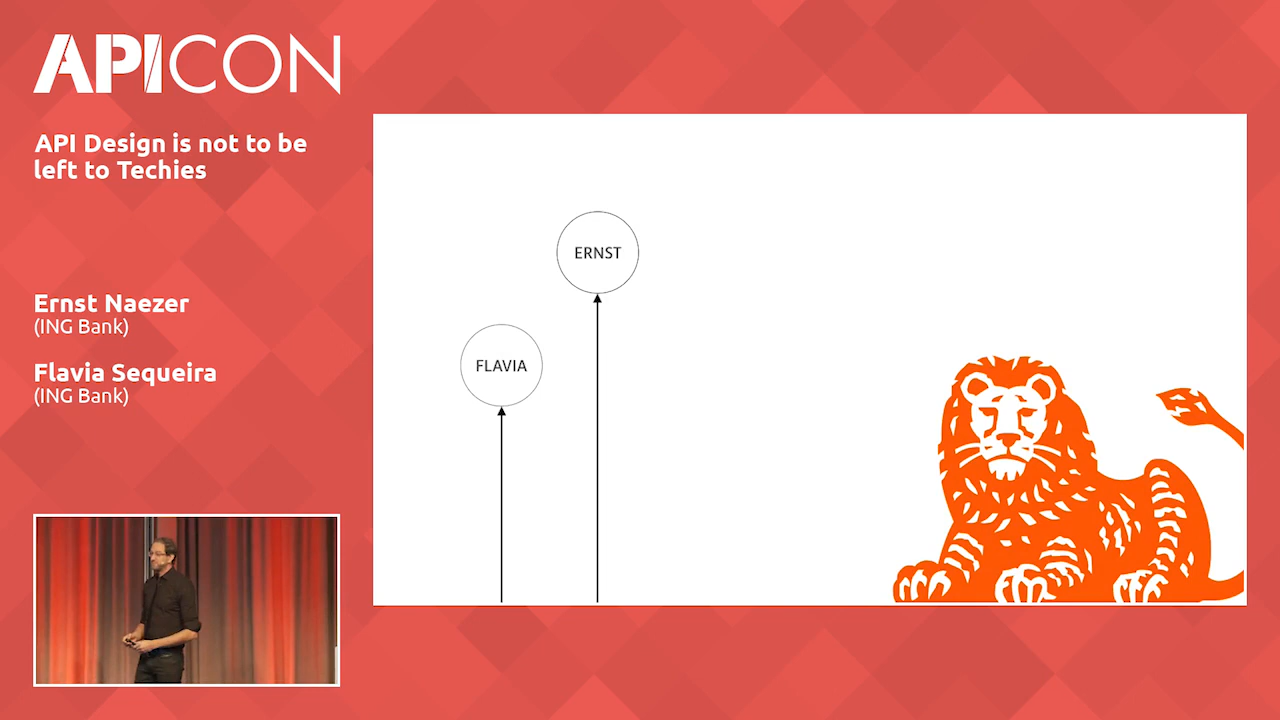 APICON
API Design is not to be
left to Techies
Ernst Naezer
(ING Bank)
Flavia Sequeira
(ING Bank)
ERNST
FLAVIA